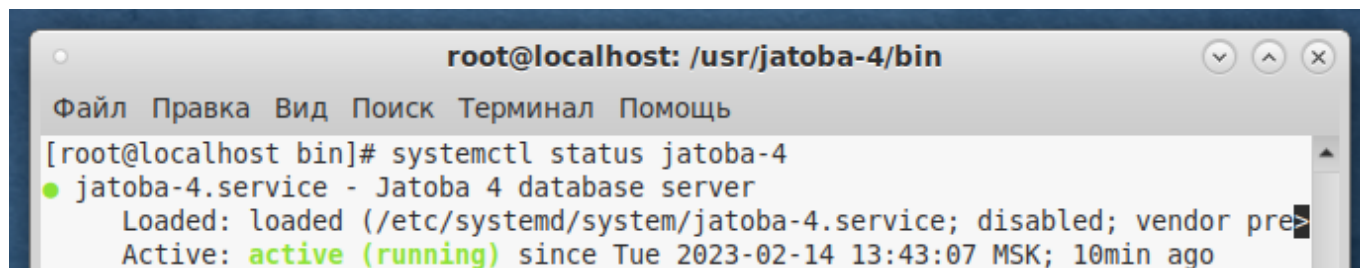 root@localhost: /usr/jatoba-4/bin
Файл Правка Вид Поиск Терминал Помощь
[root@localhost bin]# systemctl status jatoba-4
● jatoba-4.service - Jatoba 4 database server
Loaded: loaded (/etc/systemd/system/jatoba-4.service; disabled; vendor pre>
Active: active (running) since Tue 2023-02-14 13:43:07 MSK; 10min ago